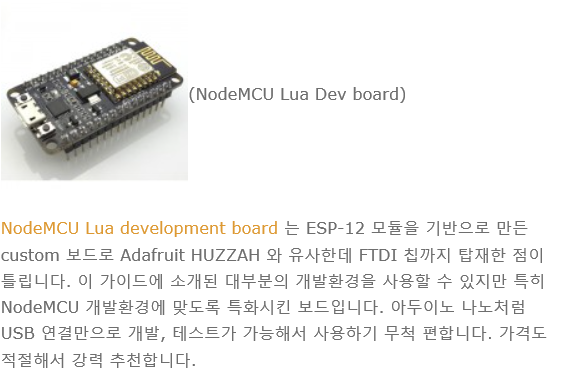 (NodeMCU Lua Dev board)
NodeMCU Lua development board 는 ESP-12 모듈을 기반으로 만든
custom 보드로 Adafruit HUZZAH 와 유사한데 FTDI 칩까지 탑재한 점이
틀립니다. 이 가이드에 소개된 대부분의 개발환경을 사용할 수 있지만 특히
NodeMCU 개발환경에 맞도록 특화시킨 보드입니다. 아두이노 나노처럼
USB 연결만으로 개발, 테스트가 가능해서 사용하기 무척 편합니다. 가격도
적절해서 강력 추천합니다.